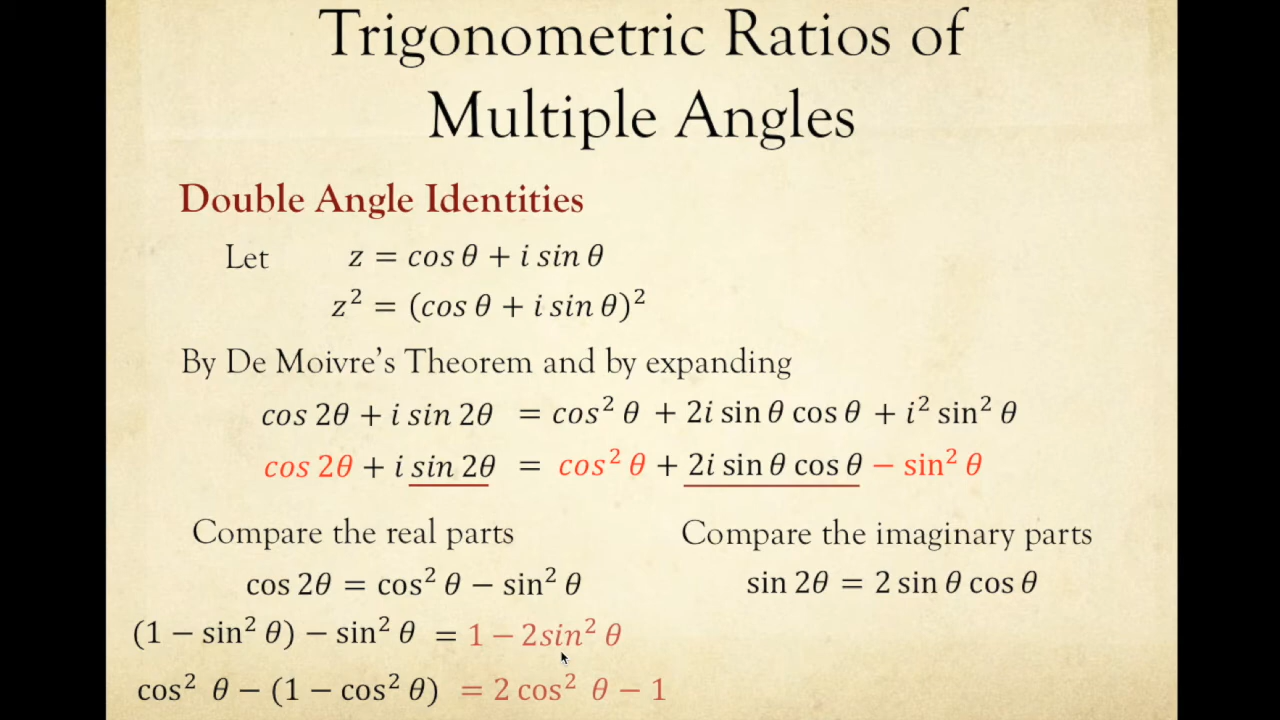 Trigonometric Ratios of
Multiple Angles
Double Angle Identities
Let z = cos θ + i sin θ
z² = (cos θ + i sin θ)²
By De Moivre's Theorem and by expanding
cos 2θ + i sin 2θ = cos² θ + 2i sin θ cos θ + i² sin² θ
cos 2θ + i sin 2θ = cos² θ + 2i sin θ cos θ − sin² θ
Compare the real parts
cos 2θ = cos² θ − sin² θ
(1 − sin² θ) − sin² θ = 1 − 2sin² θ
cos² θ − (1 − cos² θ) = 2 cos² θ − 1
Compare the imaginary parts
sin 2θ = 2 sin θ cos θ